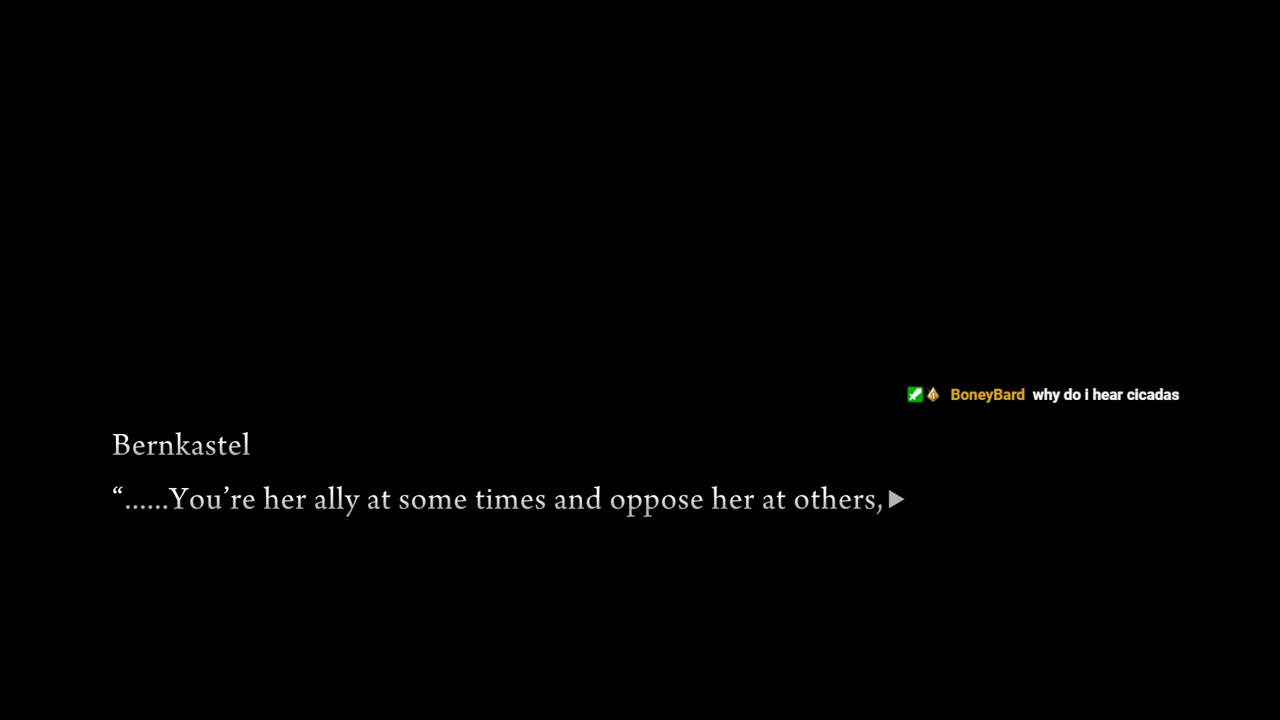 BoneyBard why do i hear cicadas
Bernkastel
“......You’re her ally at some times and oppose her at others,